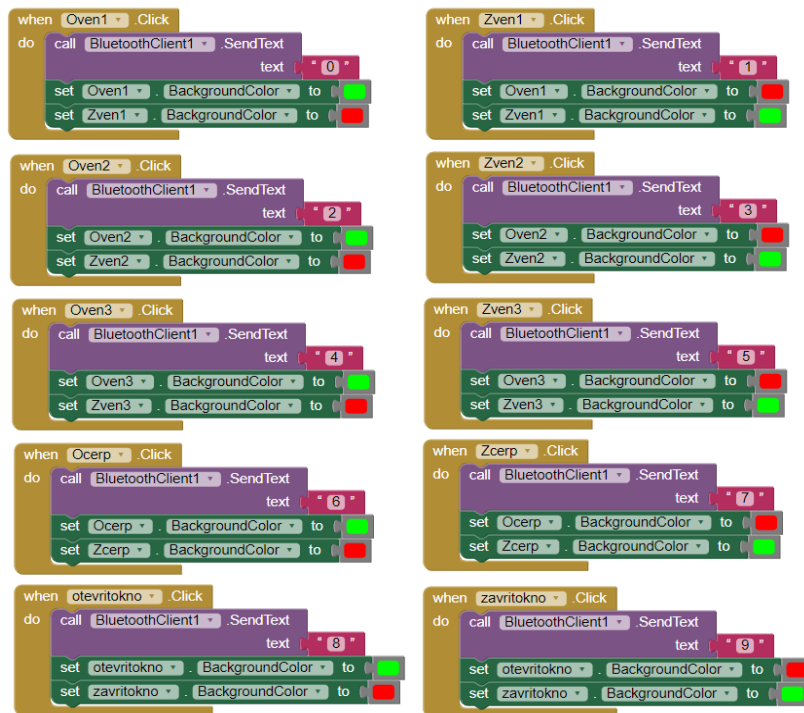 when Oven1 .Click
do call BluetoothClient1 .SendText
text " 0 "
set Oven1 . BackgroundColor to
set Zven1 . BackgroundColor to
when Zven1 .Click
do call BluetoothClient1 .SendText
text " 1 "
set Oven1 . BackgroundColor to
set Zven1 . BackgroundColor to
when Oven2 .Click
do call BluetoothClient1 .SendText
text " 2 "
set Oven2 . BackgroundColor to
set Zven2 . BackgroundColor to
when Zven2 .Click
do call BluetoothClient1 .SendText
text " 3 "
set Oven2 . BackgroundColor to
set Zven2 . BackgroundColor to
when Oven3 .Click
do call BluetoothClient1 .SendText
text " 4 "
set Oven3 . BackgroundColor to
set Zven3 . BackgroundColor to
when Zven3 .Click
do call BluetoothClient1 .SendText
text " 5 "
set Oven3 . BackgroundColor to
set Zven3 . BackgroundColor to
when Ocerp .Click
do call BluetoothClient1 .SendText
text " 6 "
set Ocerp . BackgroundColor to
set Zcerp . BackgroundColor to
when Zcerp .Click
do call BluetoothClient1 .SendText
text " 7 "
set Ocerp . BackgroundColor to
set Zcerp . BackgroundColor to
when otevritokno .Click
do call BluetoothClient1 .SendText
text " 8 "
set otevritokno . BackgroundColor to
set zavritokno . BackgroundColor to
when zavritokno .Click
do call BluetoothClient1 .SendText
text " 9 "
set otevritokno . BackgroundColor to
set zavritokno . BackgroundColor to